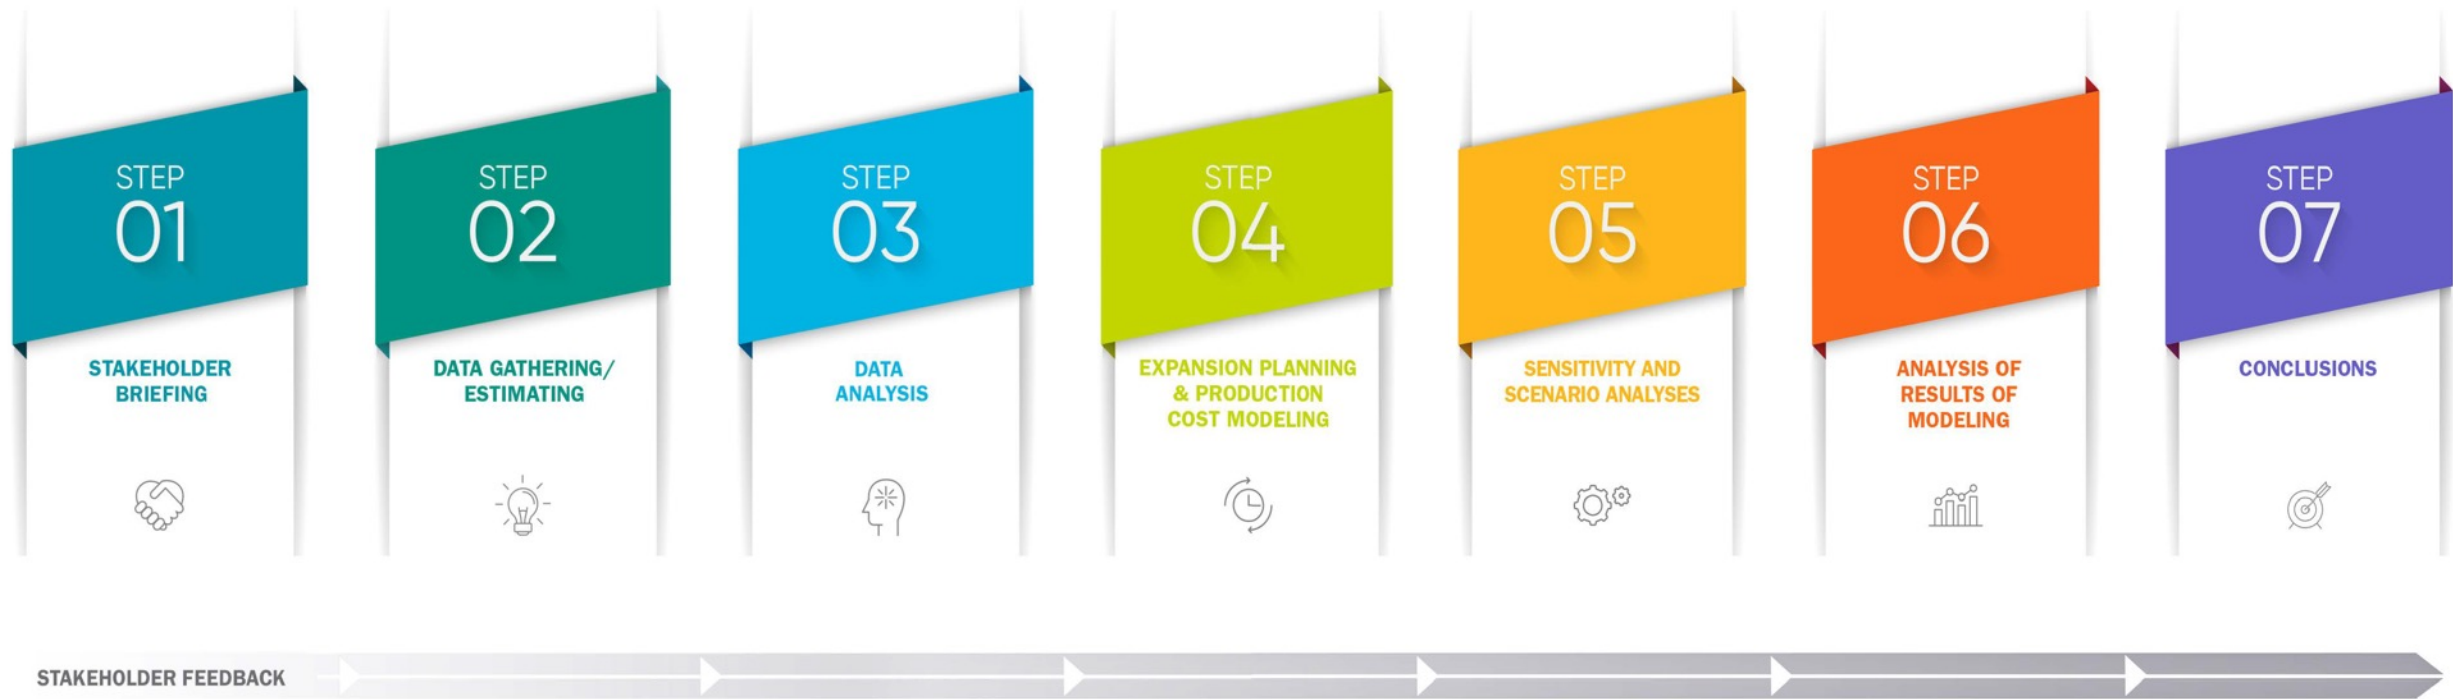 STEP
01
STAKEHOLDER
BRIEFING
STEP
02
DATA GATHERING/
ESTIMATING
STEP
03
DATA
ANALYSIS
STEP
04
EXPANSION PLANNING
& PRODUCTION
COST MODELING
STEP
05
SENSITIVITY AND
SCENARIO ANALYSES
STEP
06
ANALYSIS OF
RESULTS OF
MODELING
STEP
07
CONCLUSIONS
STAKEHOLDER FEEDBACK